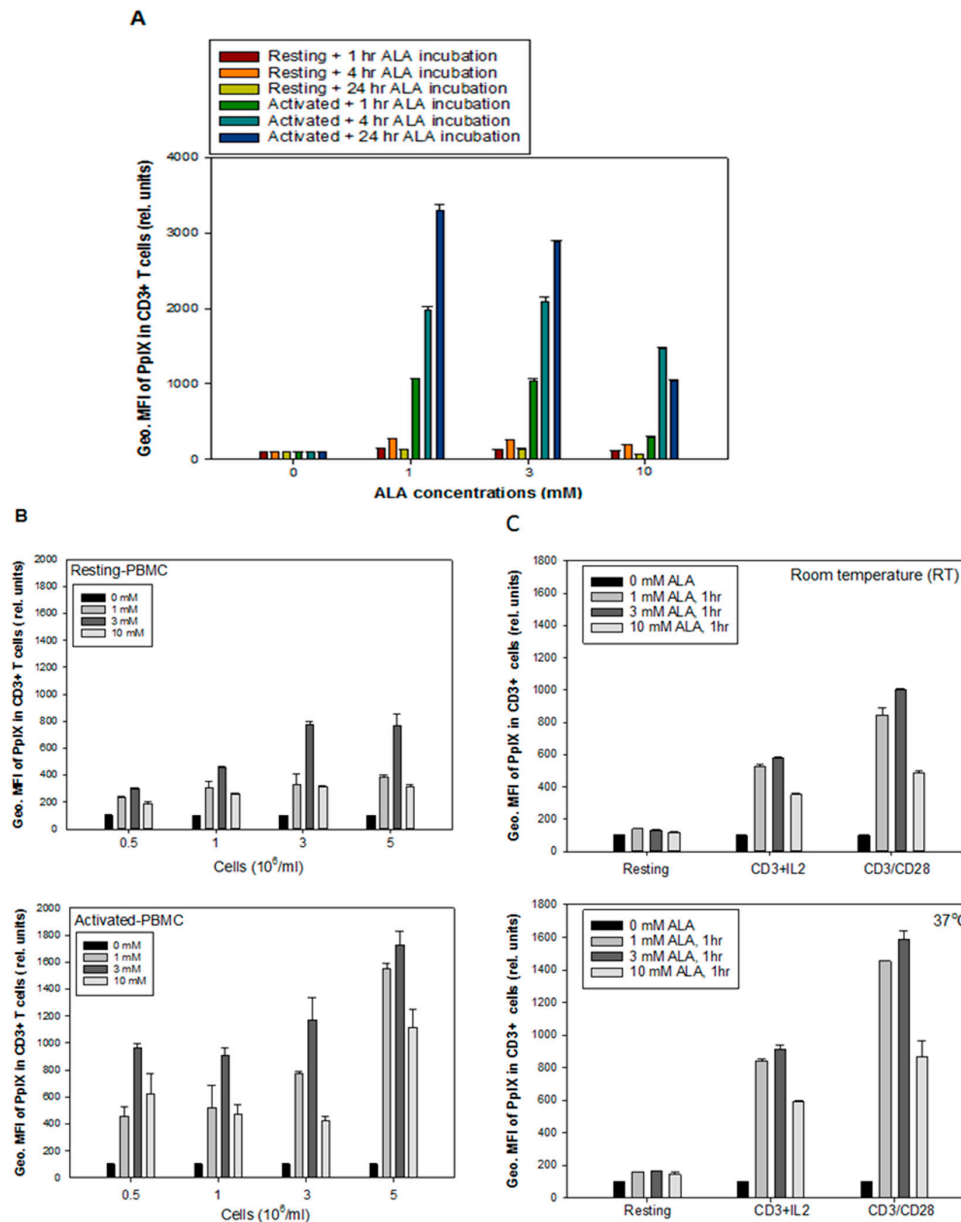 A
Resting + 1 hr ALA incubation
Resting + 4 hr ALA incubation
Resting + 24 hr ALA incubation
Activated + 1 hr ALA incubation
Activated + 4 hr ALA incubation
Activated + 24 hr ALA incubation
Geo. MFI of PpIX in CD3+ T cells (rel. units)
4000
3000
2000
1000
0
0 1 3 10
ALA concentrations (mM)
B
Resting-PBMC
0 mM
1 mM
3 mM
10 mM
Geo. MFI of PpIX in CD3+ T cells (rel. units)
2000
1800
1600
1400
1200
1000
800
600
400
200
0
0.5 1 3 5
Cells (10⁶/ml)
Activated-PBMC
0 mM
1 mM
3 mM
10 mM
Geo. MFI of PpIX in CD3+ T cells ( rel. units)
2000
1800
1600
1400
1200
1000
800
600
400
200
0
0.5 1 3 5
Cells (10⁶/ml)
C
Room temperature (RT)
0 mM ALA
1 mM ALA, 1hr
3 mM ALA, 1hr
10 mM ALA, 1hr
Geo. MFI of PpIX in CD3+ cells (rel. units)
1800
1600
1400
1200
1000
800
600
400
200
0
Resting CD3+IL2 CD3/CD28
37°C
0 mM ALA
1 mM ALA, 1hr
3 mM ALA, 1hr
10 mM ALA, 1hr
Geo. MFI of PpIX in CD3+ cells (rel. units)
1800
1600
1400
1200
1000
800
600
400
200
0
Resting CD3+IL2 CD3/CD28